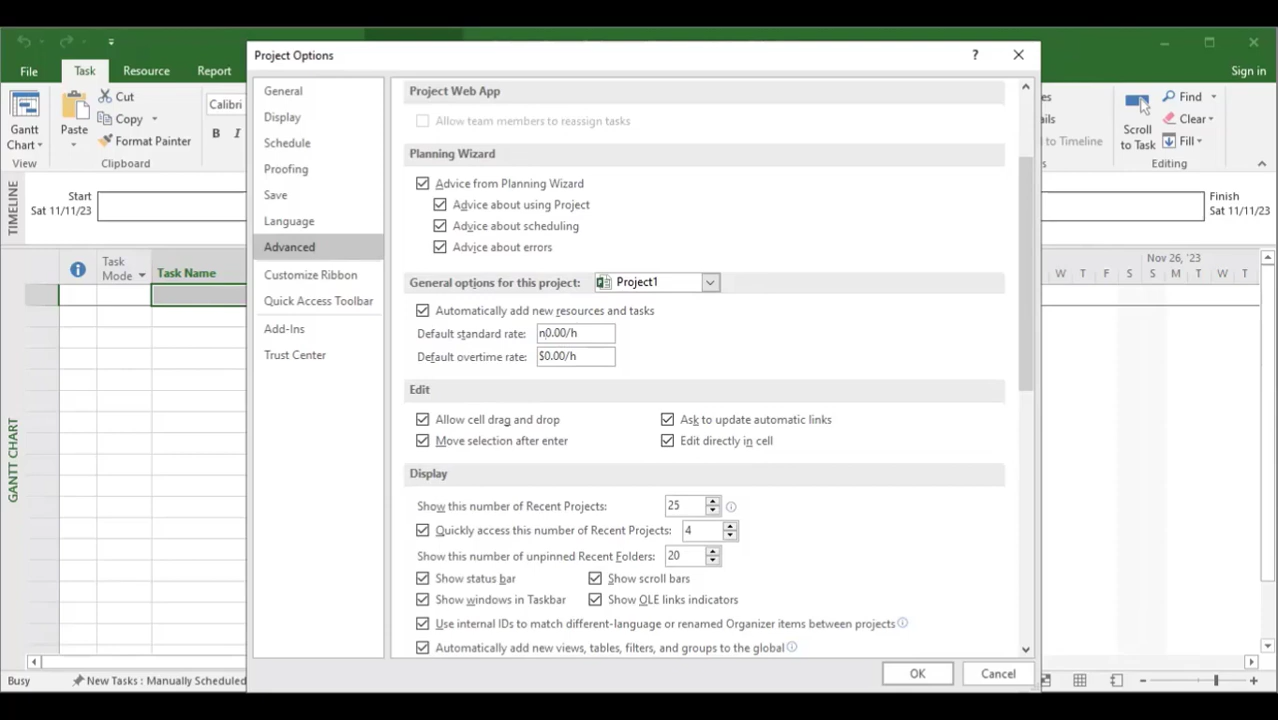 Project Options
?
File
Task
Resource
Report
Sign in
Gantt
Chart
View
Paste
Cut
Copy
Format Painter
Clipboard
Calibri
B I
es
ails
to Timeline
Scroll
to Task
Find
Clear
Fill
Editing
TIMELINE
Start
Sat 11/11/23
Finish
Sat 11/11/23
Task
Mode
Task Name
Nov 26, '23
W T F S S M T W T
GANTT CHART
General
Display
Schedule
Proofing
Save
Language
Advanced
Customize Ribbon
Quick Access Toolbar
Add-Ins
Trust Center
Project Web App
Allow team members to reassign tasks
Planning Wizard
Advice from Planning Wizard
Advice about using Project
Advice about scheduling
Advice about errors
General options for this project: Project1
Automatically add new resources and tasks
Default standard rate: n0.00/h
Default overtime rate: $0.00/h
Edit
Allow cell drag and drop
Ask to update automatic links
Move selection after enter
Edit directly in cell
Display
Show this number of Recent Projects: 25
Quickly access this number of Recent Projects: 4
Show this number of unpinned Recent Folders: 20
Show status bar
Show scroll bars
Show windows in Taskbar
Show OLE links indicators
Use internal IDs to match different-language or renamed Organizer items between projects
Automatically add new views, tables, filters, and groups to the global
OK
Cancel
Busy
New Tasks : Manually Scheduled